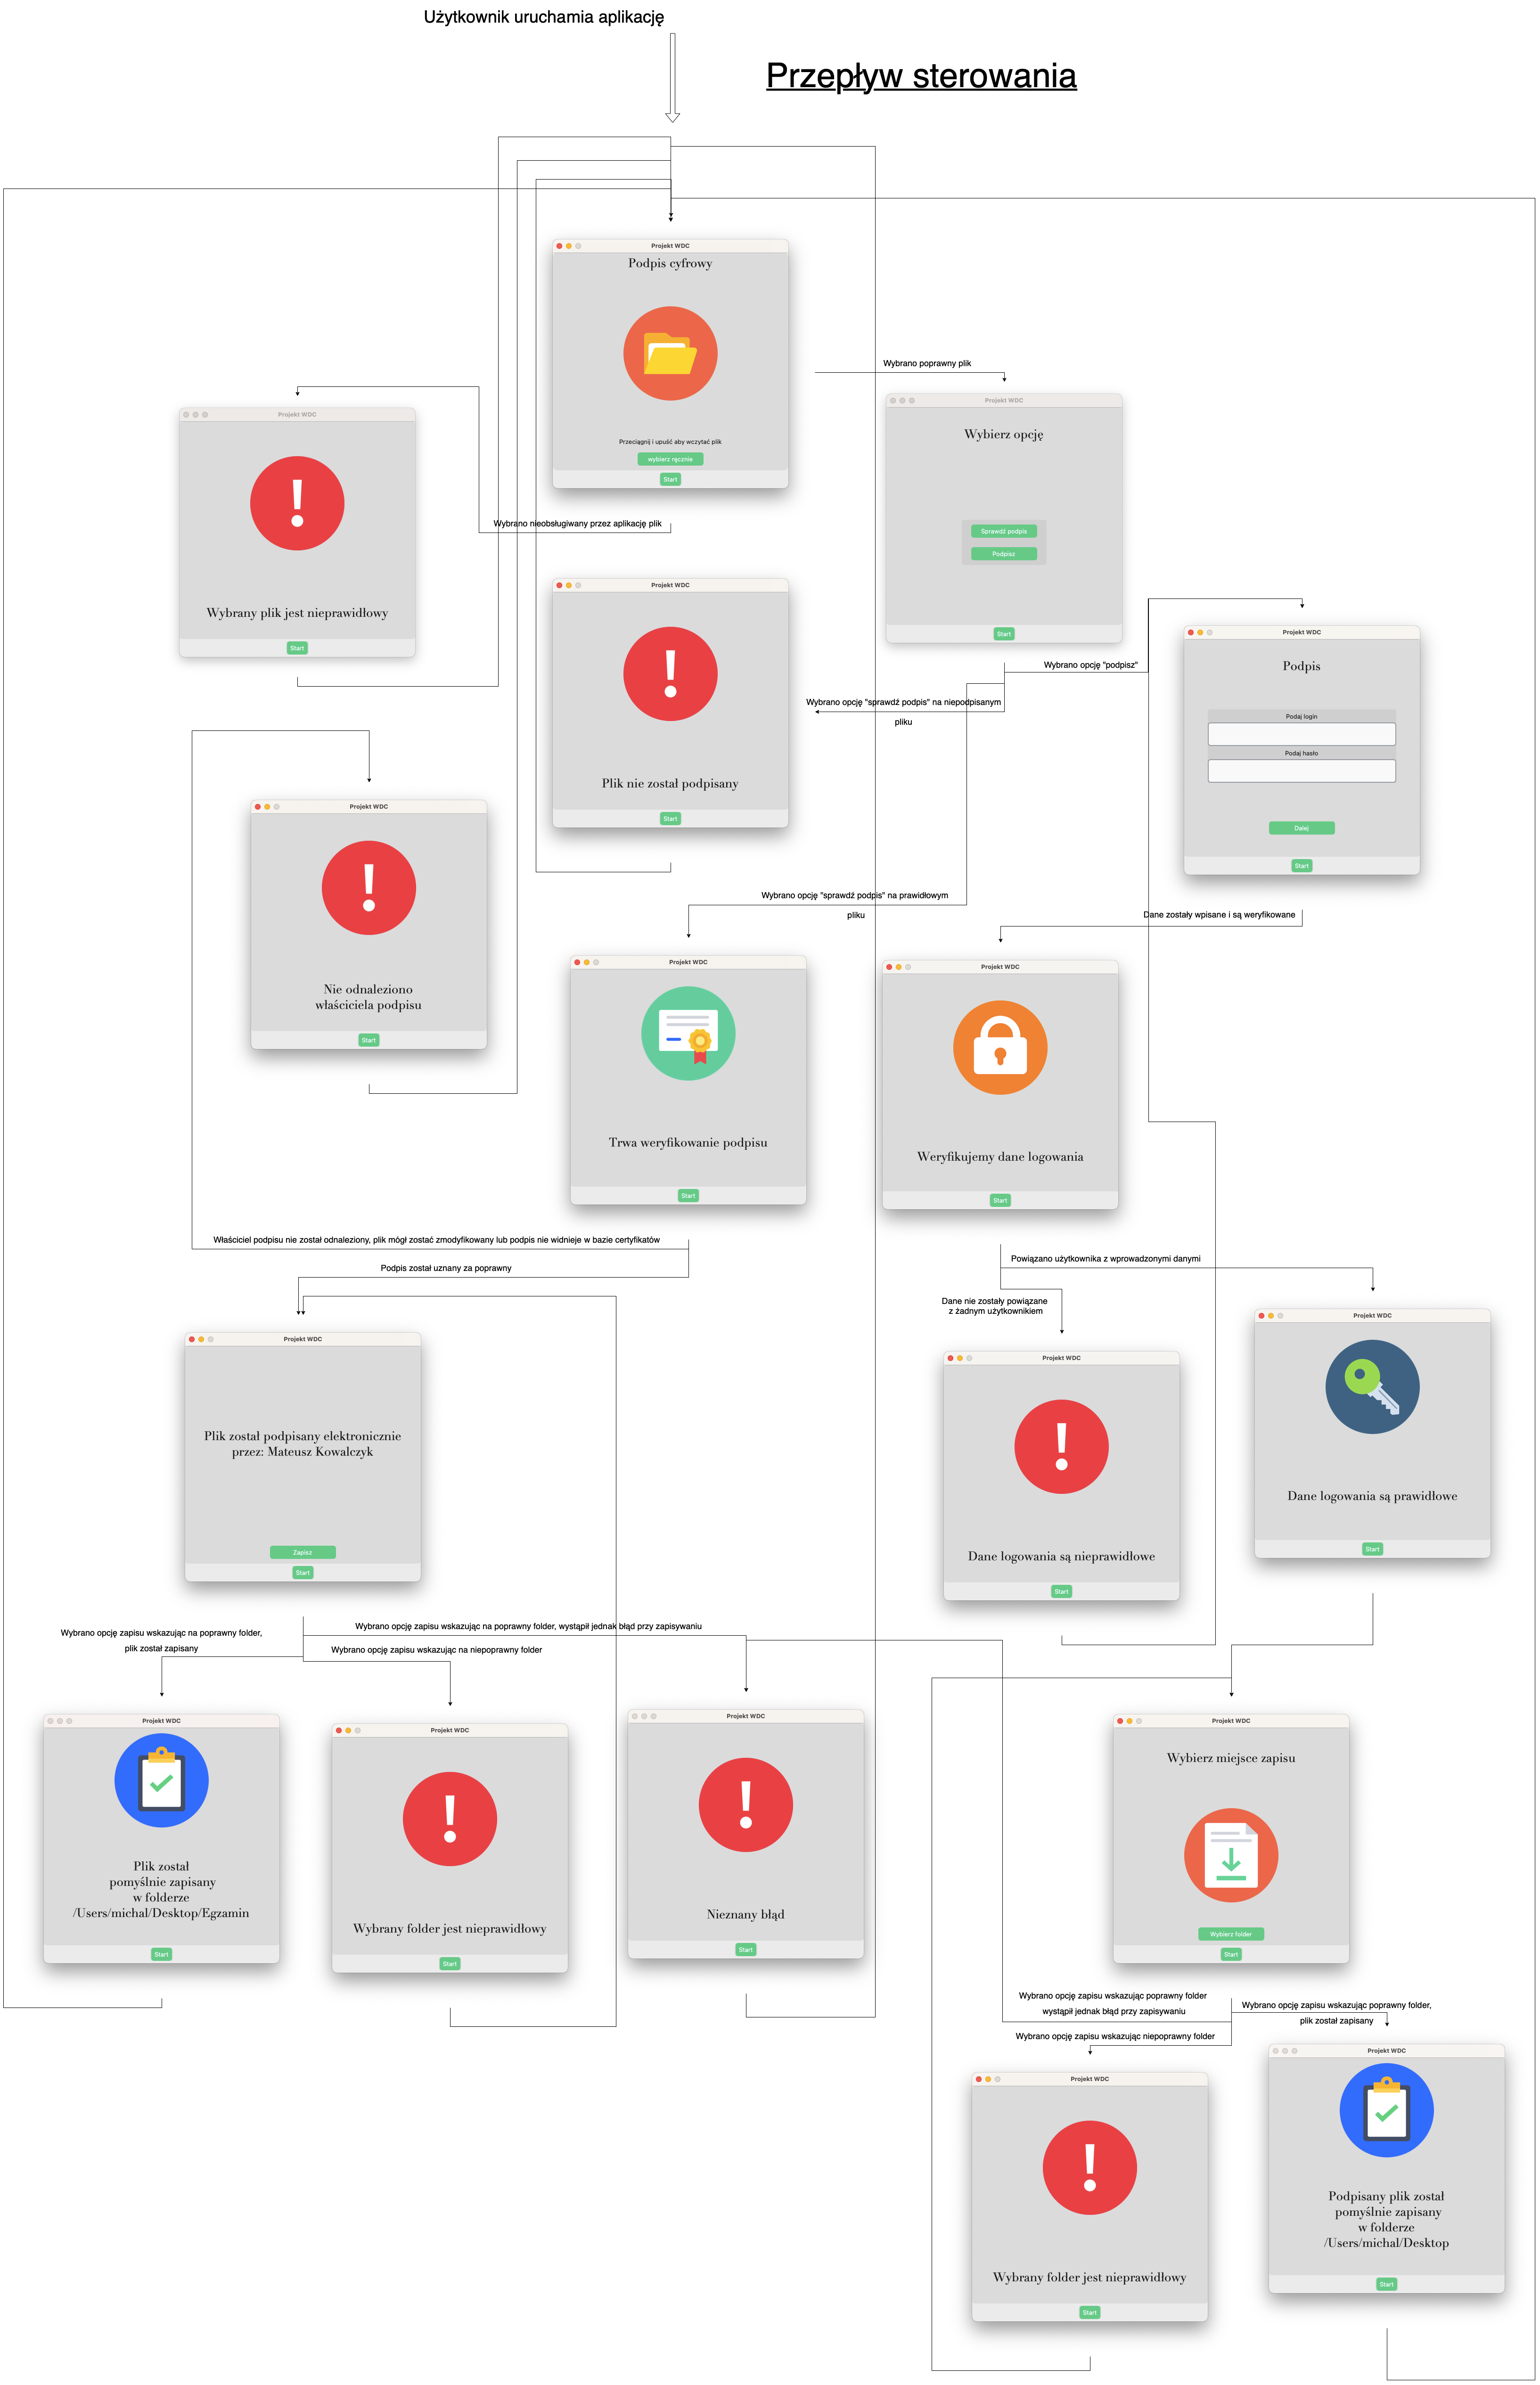 Użytkownik uruchamia aplikację
Przepływ sterowania
Projekt WDC
Podpis cyfrowy
Przeciągnij i upuść aby wczytać plik
wybierz ręcznie
Start
Wybrano poprawny plik
Projekt WDC
Wybierz opcję
Sprawdź podpis
Podpisz
Start
Projekt WDC
Wybrany plik jest nieprawidłowy
Start
Wybrano nieobsługiwany przez aplikację plik
Projekt WDC
Plik nie został podpisany
Start
Wybrano opcję "podpisz"
Wybrano opcję "sprawdź podpis" na niepodpisanym
pliku
Projekt WDC
Podpis
Podaj login
Podaj hasło
Dalej
Start
Projekt WDC
Nie odnaleziono
właściciela podpisu
Start
Wybrano opcję "sprawdź podpis" na prawidłowym
pliku
Dane zostały wpisane i są weryfikowane
Projekt WDC
Trwa weryfikowanie podpisu
Start
Projekt WDC
Weryfikujemy dane logowania
Start
Właściciel podpisu nie został odnaleziony, plik mógł zostać zmodyfikowany lub podpis nie widnieje w bazie certyfikatów
Podpis został uznany za poprawny
Powiązano użytkownika z wprowadzonymi danymi
Dane nie zostały powiązane
z żadnym użytkownikiem
Projekt WDC
Plik został podpisany elektronicznie
przez: Mateusz Kowalczyk
Zapisz
Start
Projekt WDC
Dane logowania są nieprawidłowe
Start
Projekt WDC
Dane logowania są prawidłowe
Start
Wybrano opcję zapisu wskazując na poprawny folder,
plik został zapisany
Wybrano opcję zapisu wskazując na poprawny folder, wystąpił jednak błąd przy zapisywaniu
Wybrano opcję zapisu wskazując na niepoprawny folder
Projekt WDC
Plik został
pomyślnie zapisany
w folderze
/Users/michal/Desktop/Egzamin
Start
Projekt WDC
Wybrany folder jest nieprawidłowy
Start
Projekt WDC
Nieznany błąd
Start
Projekt WDC
Wybierz miejsce zapisu
Wybierz folder
Start
Wybrano opcję zapisu wskazując poprawny folder
wystąpił jednak błąd przy zapisywaniu
Wybrano opcję zapisu wskazując niepoprawny folder
Wybrano opcję zapisu wskazując poprawny folder,
plik został zapisany
Projekt WDC
Wybrany folder jest nieprawidłowy
Start
Projekt WDC
Podpisany plik został
pomyślnie zapisany
w folderze
/Users/michal/Desktop
Start